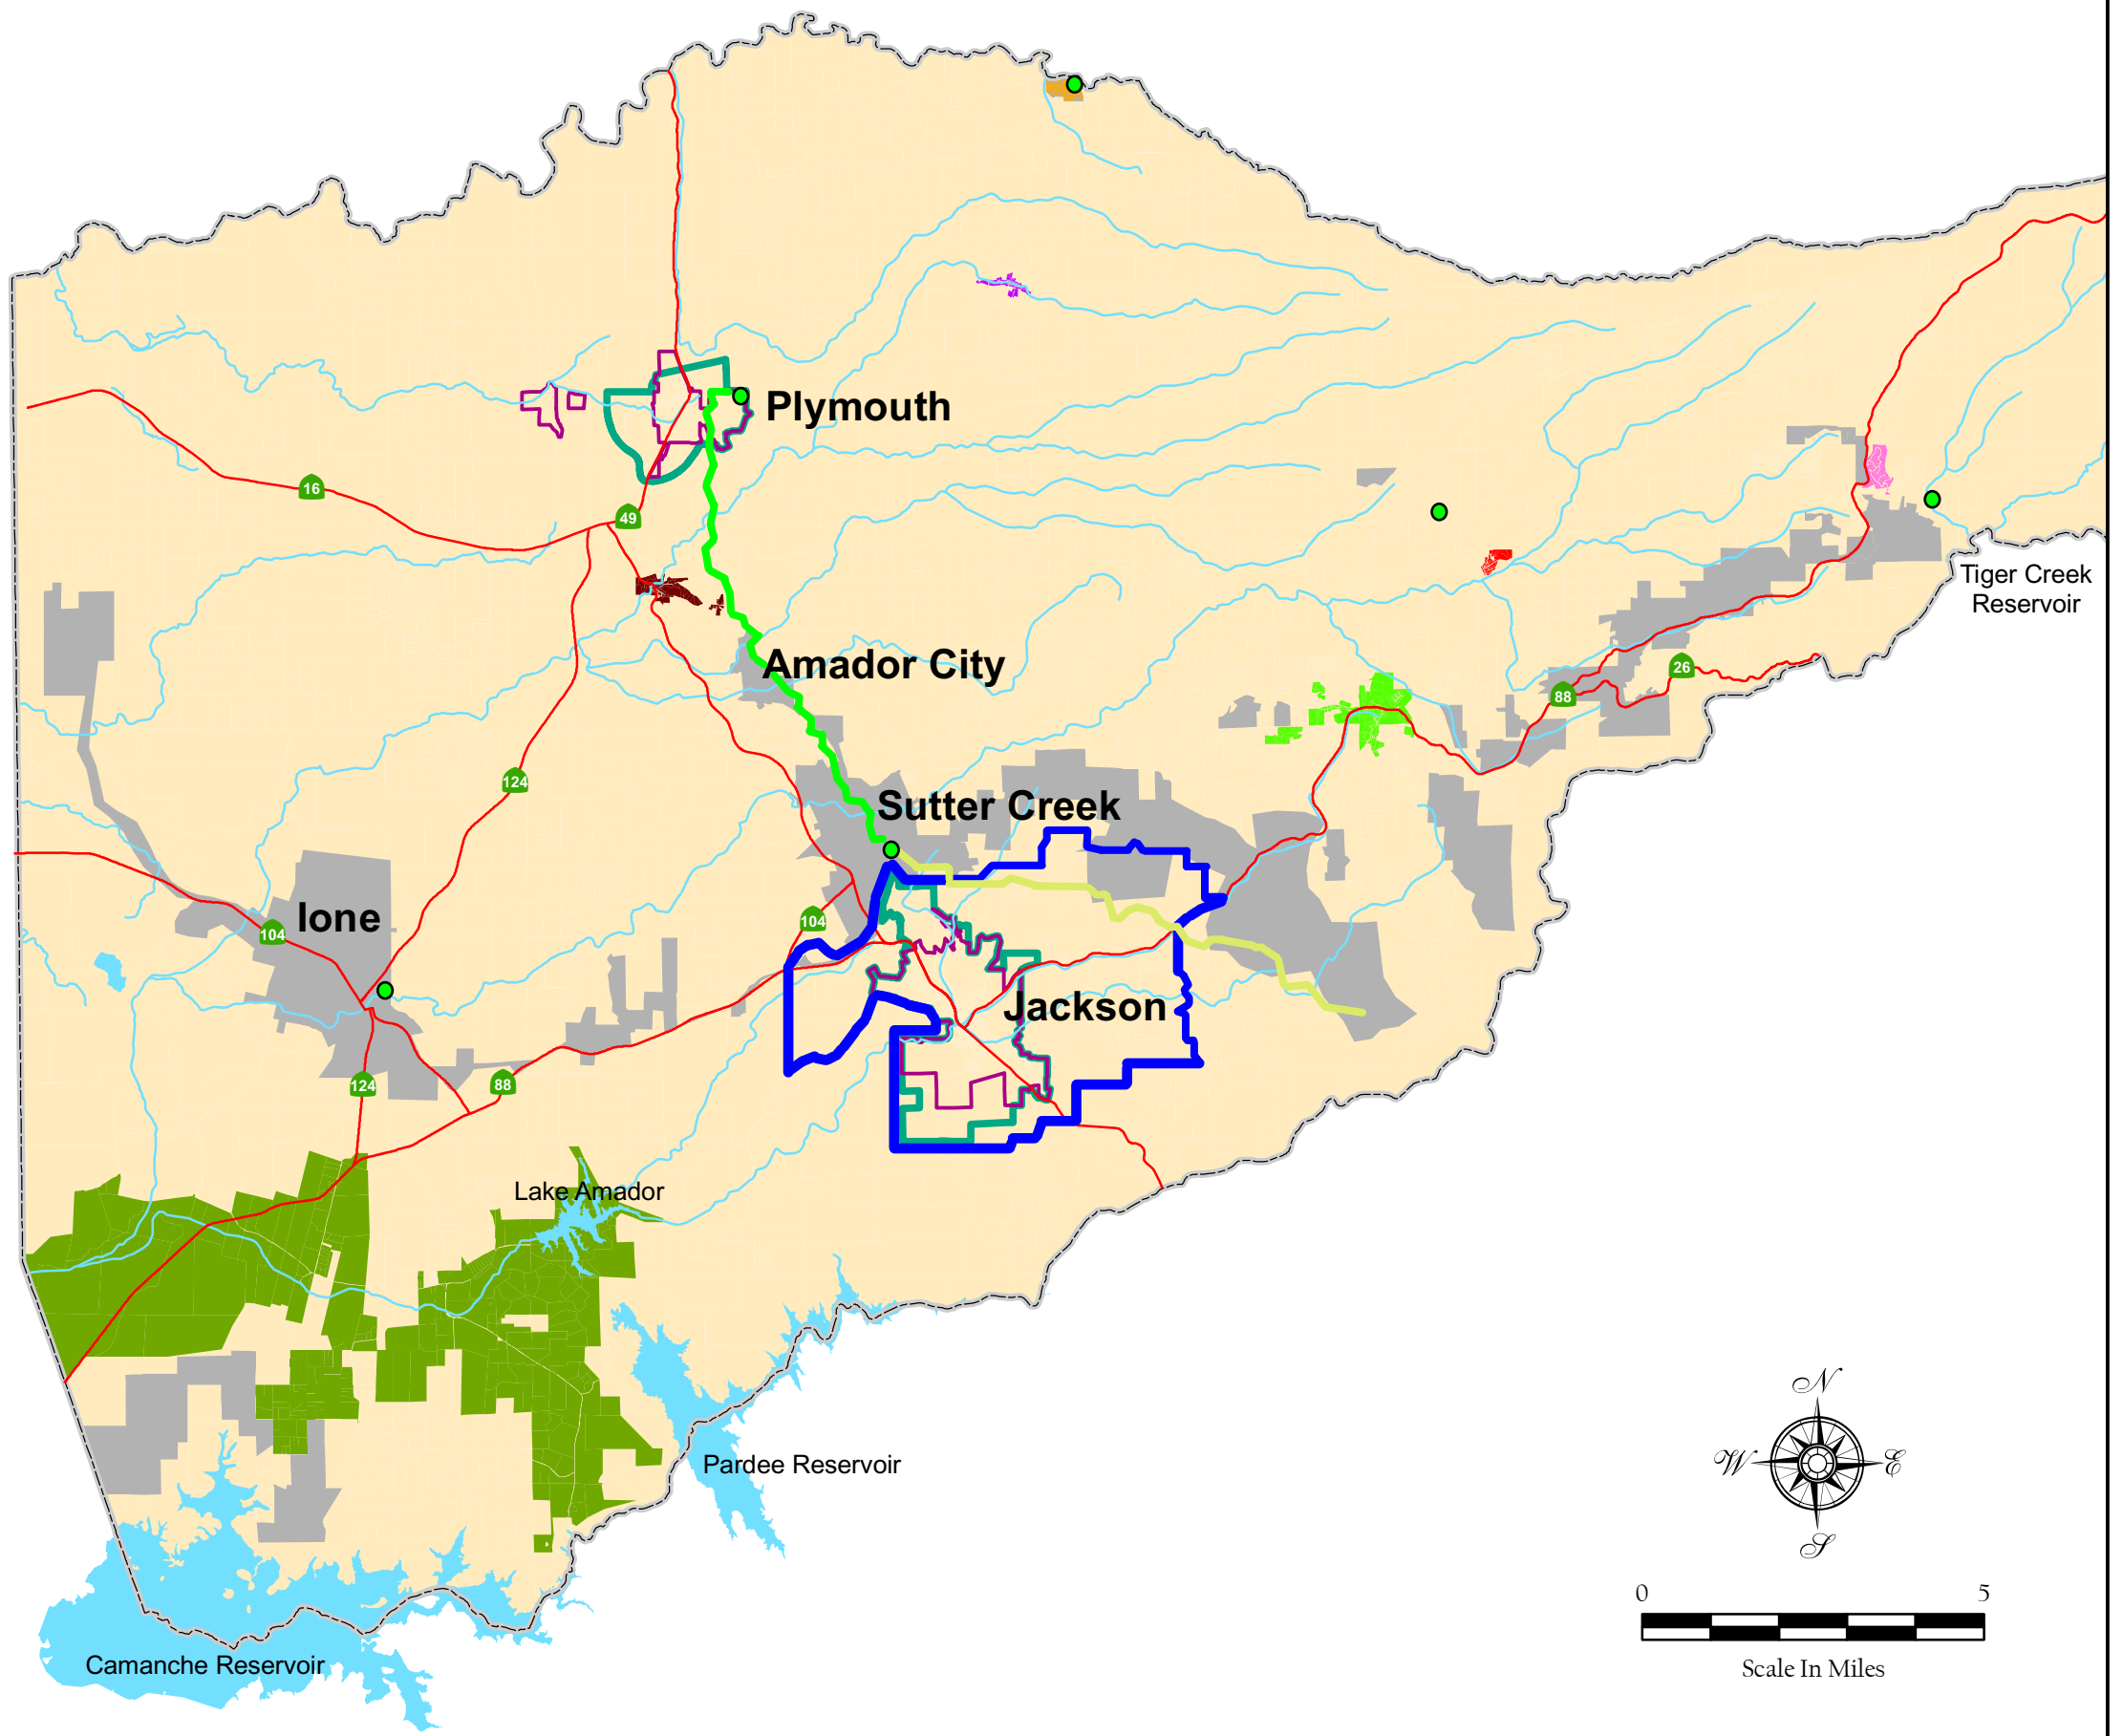 Plymouth
16
49
Tiger Creek
Reservoir
Amador City
26
88
124
Sutter Creek
Ione
104
104
Jackson
124
88
Lake Amador
N
W
E
S
Pardee Reservoir
0
5
Scale In Miles
Camanche Reservoir